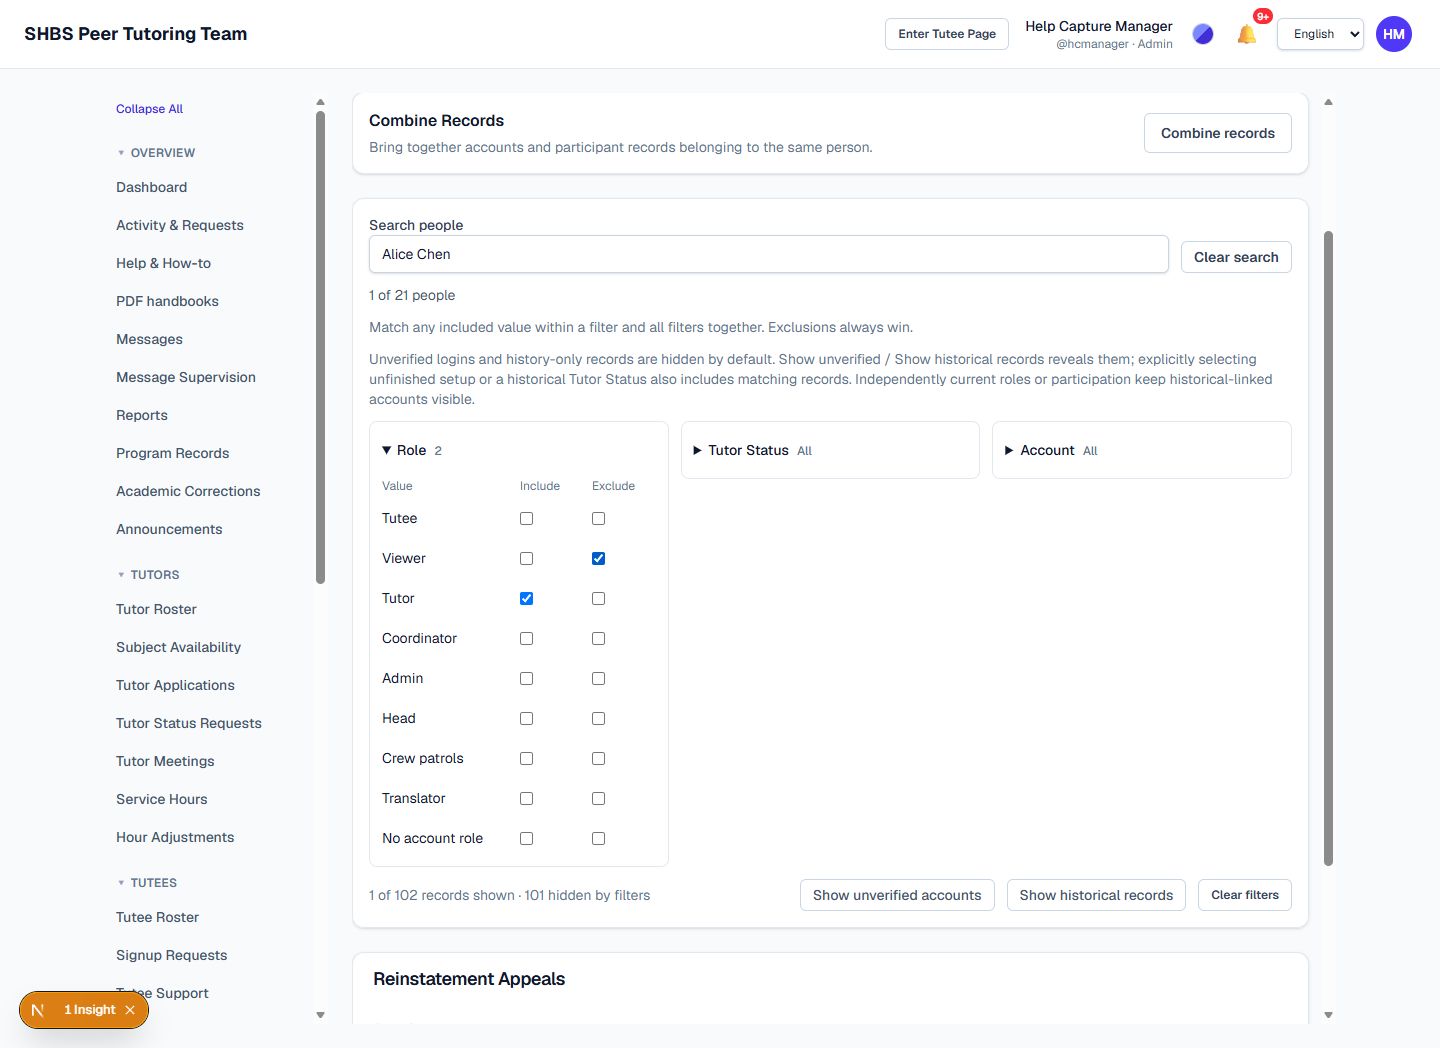 SHBS Peer Tutoring Team
Enter Tutee Page
Help Capture Manager
@hcmanager · Admin
9+
English
HM
Collapse All
OVERVIEW
Dashboard
Activity & Requests
Help & How-to
PDF handbooks
Messages
Message Supervision
Reports
Program Records
Academic Corrections
Announcements
TUTORS
Tutor Roster
Subject Availability
Tutor Applications
Tutor Status Requests
Tutor Meetings
Service Hours
Hour Adjustments
TUTEES
Tutee Roster
Signup Requests
Tutee Support
N 1 Insight
Combine Records
Bring together accounts and participant records belonging to the same person.
Combine records
Search people
Alice Chen
Clear search
1 of 21 people
Match any included value within a filter and all filters together. Exclusions always win.
Unverified logins and history-only records are hidden by default. Show unverified / Show historical records reveals them; explicitly selecting
unfinished setup or a historical Tutor Status also includes matching records. Independently current roles or participation keep historical-linked
accounts visible.
Role 2
Value Include Exclude
Tutee
Viewer
Tutor
Coordinator
Admin
Head
Crew patrols
Translator
No account role
Tutor Status All
Account All
1 of 102 records shown · 101 hidden by filters
Show unverified accounts
Show historical records
Clear filters
Reinstatement Appeals